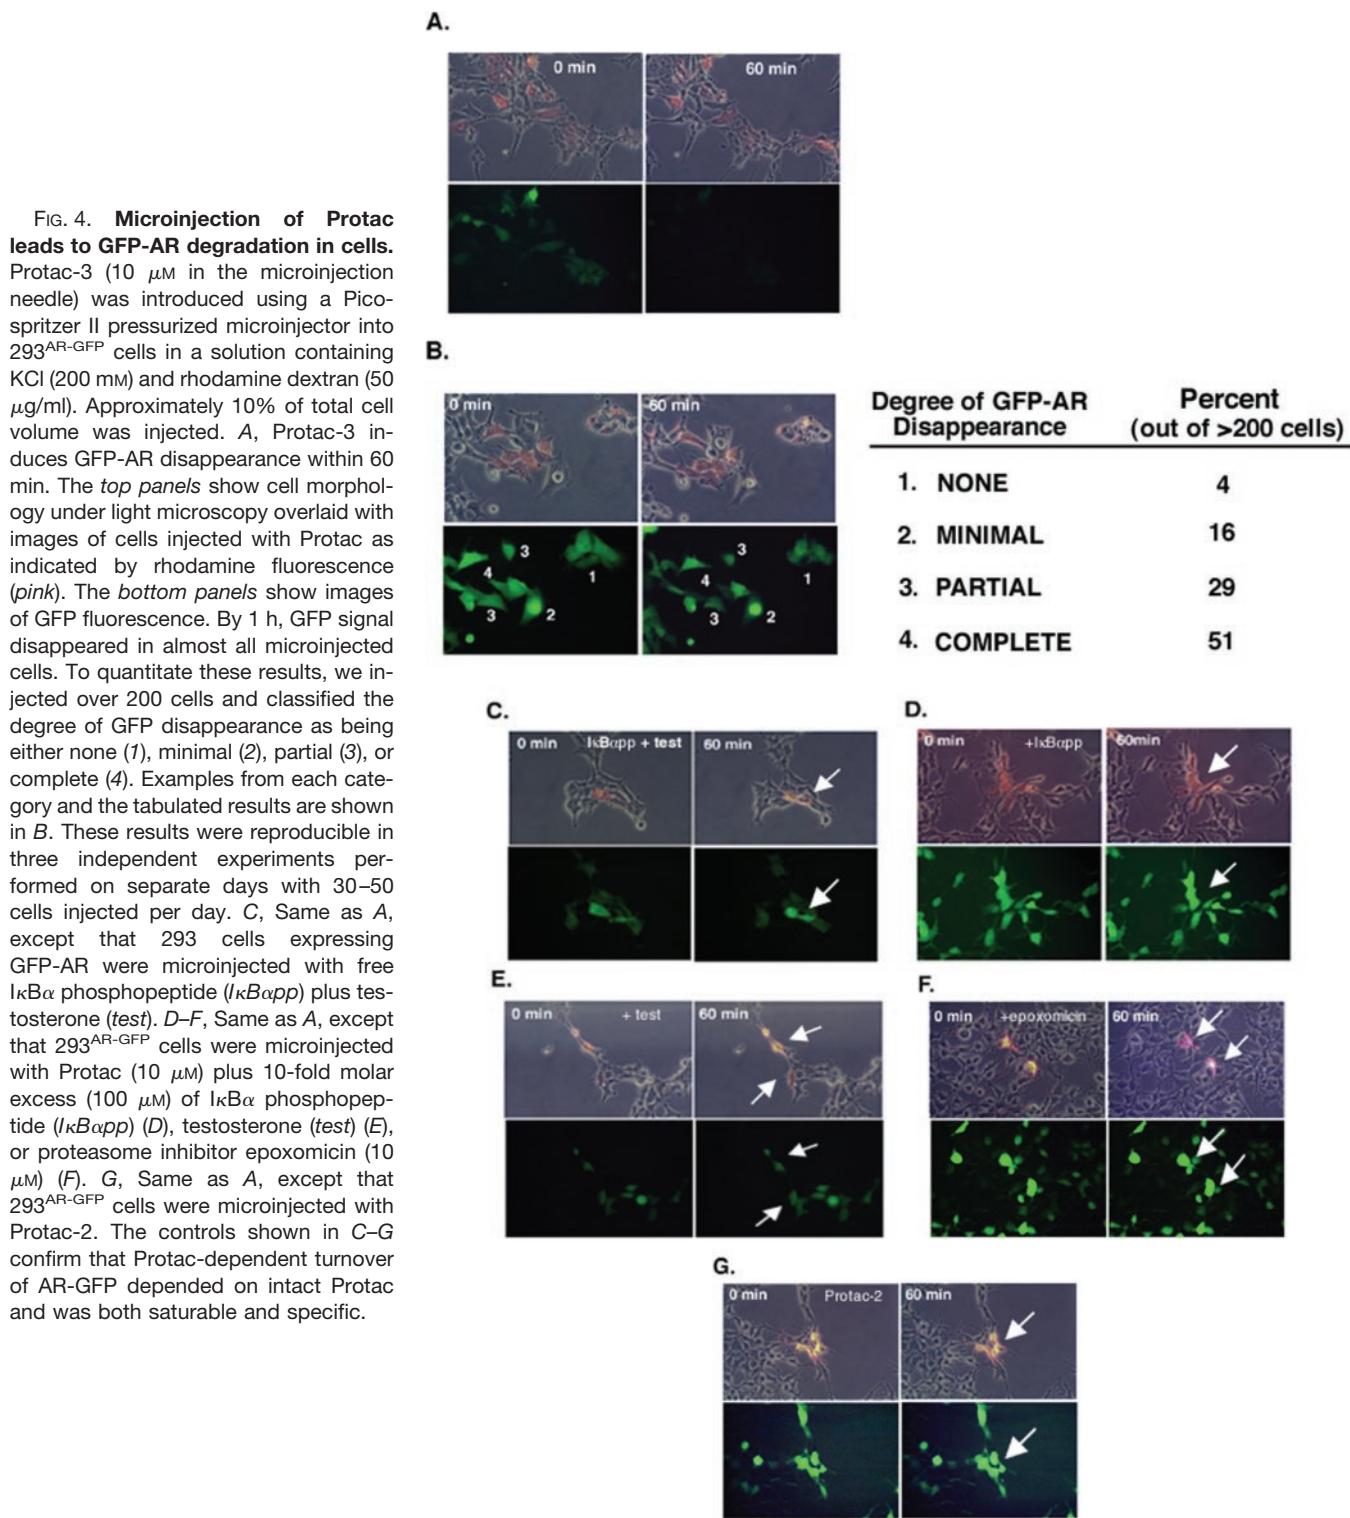 FIG. 4. Microinjection of Protac
leads to GFP-AR degradation in cells.
Protac-3 (10 μM in the microinjection
needle) was introduced using a Pico-
spritzer II pressurized microinjector into
293AR-GFP cells in a solution containing
KCl (200 mM) and rhodamine dextran (50
μg/ml). Approximately 10% of total cell
volume was injected. A, Protac-3 in-
duces GFP-AR disappearance within 60
min. The top panels show cell morphol-
ogy under light microscopy overlaid with
images of cells injected with Protac as
indicated by rhodamine fluorescence
(pink). The bottom panels show images
of GFP fluorescence. By 1 h, GFP signal
disappeared in almost all microinjected
cells. To quantitate these results, we in-
jected over 200 cells and classified the
degree of GFP disappearance as being
either none (1), minimal (2), partial (3), or
complete (4). Examples from each cate-
gory and the tabulated results are shown
in B. These results were reproducible in
three independent experiments per-
formed on separate days with 30–50
cells injected per day. C, Same as A,
except that 293 cells expressing
GFP-AR were microinjected with free
IκBα phosphopeptide (IκBαpp) plus tes-
tosterone (test). D–F, Same as A, except
that 293AR-GFP cells were microinjected
with Protac (10 μM) plus 10-fold molar
excess (100 μM) of IκBα phosphopep-
tide (IκBαpp) (D), testosterone (test) (E),
or proteasome inhibitor epoxomicin (10
μM) (F). G, Same as A, except that
293AR-GFP cells were microinjected with
Protac-2. The controls shown in C–G
confirm that Protac-dependent turnover
of AR-GFP depended on intact Protac
and was both saturable and specific.
A.
0 min 60 min
B.
0 min 60 min
3 4 1 3 2
3 4 1 3 2
Degree of GFP-AR Percent
Disappearance (out of >200 cells)
1. NONE 4
2. MINIMAL 16
3. PARTIAL 29
4. COMPLETE 51
C.
0 min IκBαpp + test 60 min
D.
0 min +IκBαpp 60min
E.
0 min + test 60 min
F.
0 min +epoxomicin 60 min
G.
0 min Protac-2 60 min